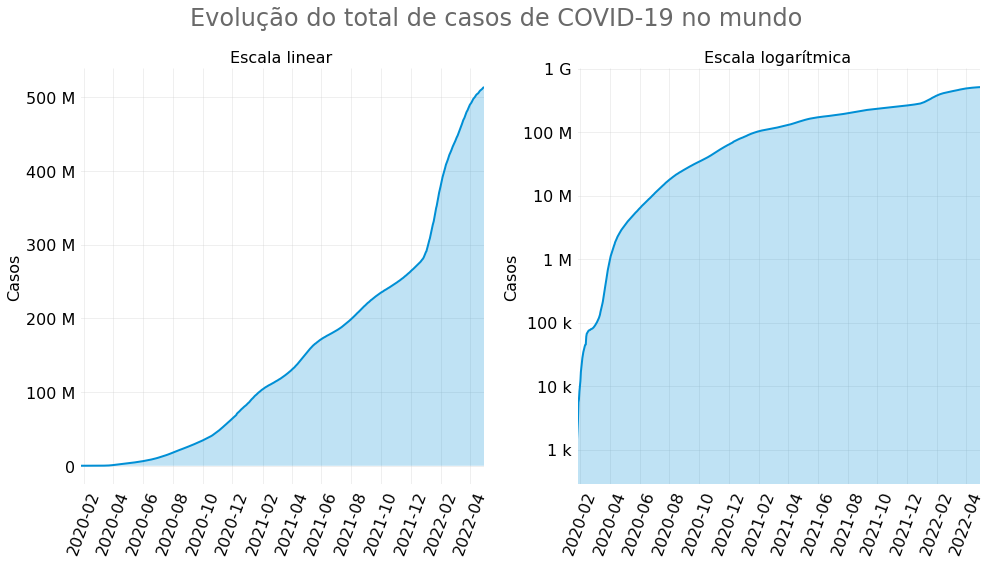 Evolução do total de casos de COVID-19 no mundo
Escala linear
Casos
500 M
400 M
300 M
200 M
100 M
0
2020-02
2020-04
2020-06
2020-08
2020-10
2020-12
2021-02
2021-04
2021-06
2021-08
2021-10
2021-12
2022-02
2022-04
Escala logarítmica
Casos
1 G
100 M
10 M
1 M
100 k
10 k
1 k
2020-02
2020-04
2020-06
2020-08
2020-10
2020-12
2021-02
2021-04
2021-06
2021-08
2021-10
2021-12
2022-02
2022-04